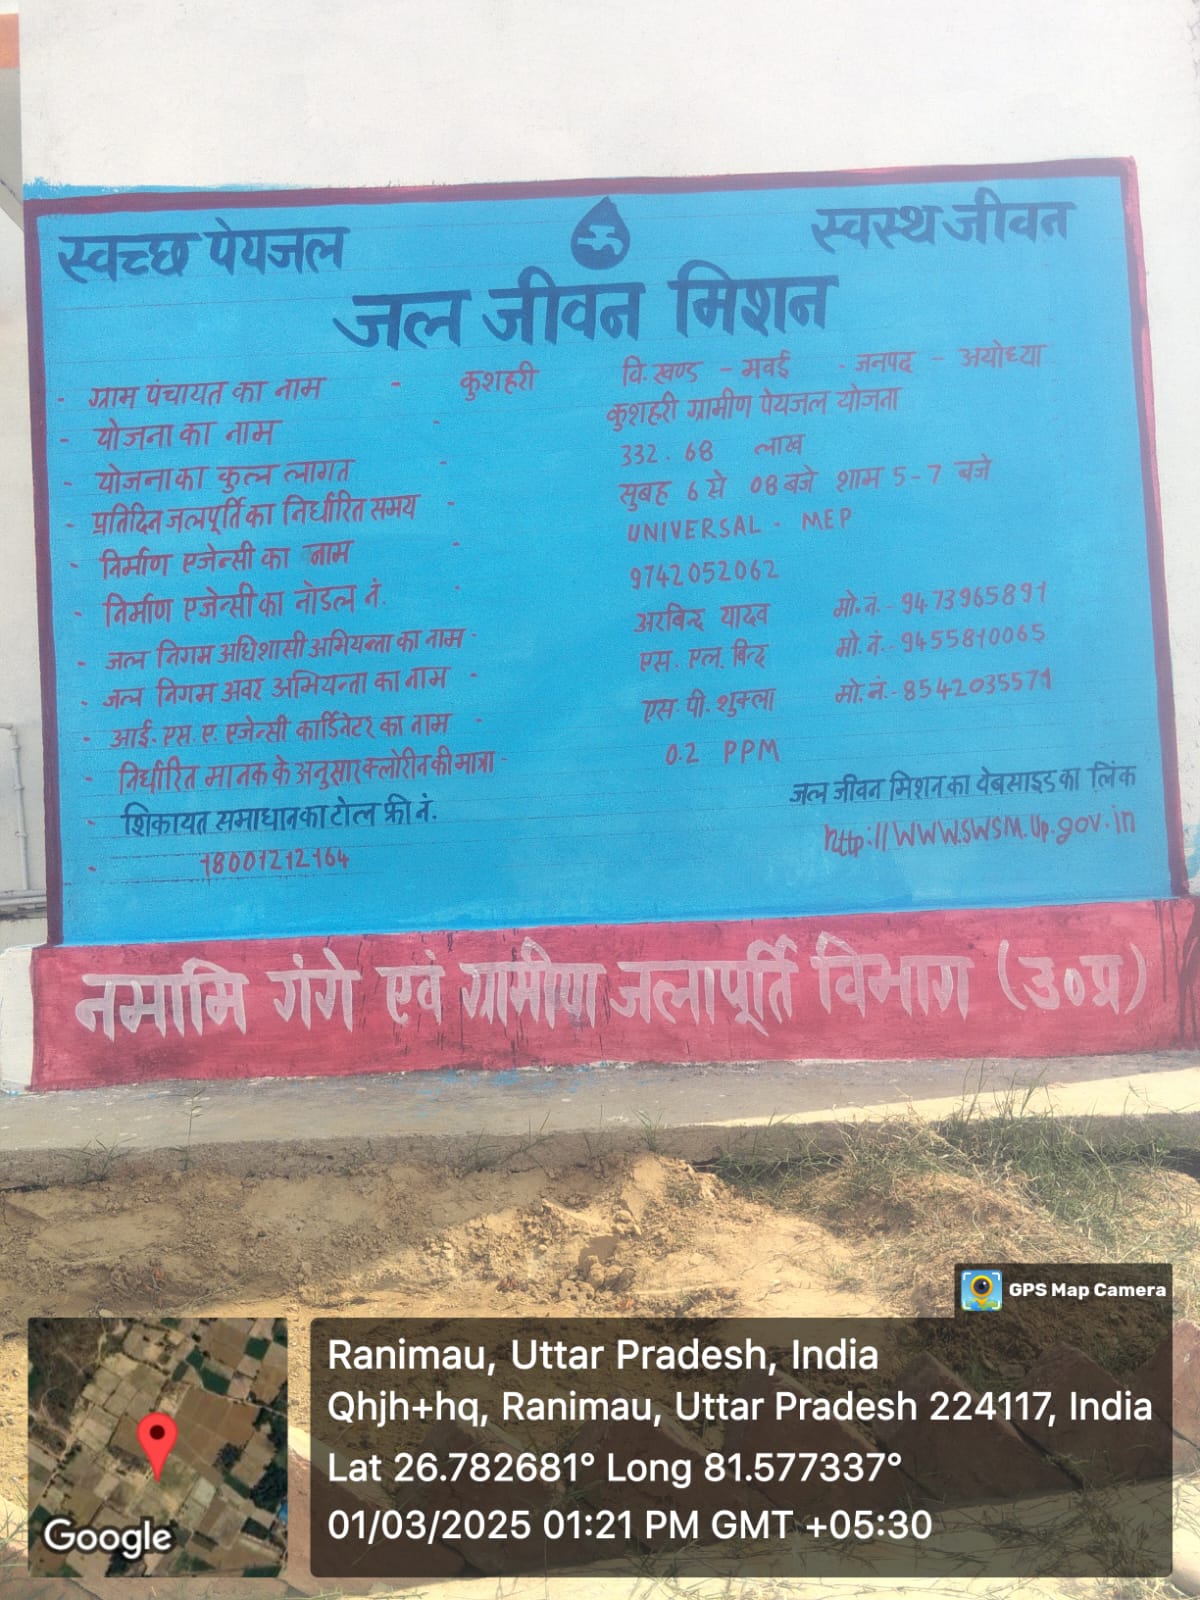 स्वच्छ पेयजल स्वस्थ जीवन
जल जीवन मिशन
- ग्राम पंचायत का नाम - कुशहरी वि.खण्ड - मवई - जनपद - अयोध्या
- योजना का नाम - कुशहरी ग्रामीण पेयजल योजना
- योजना का कुल लागत - 332.68 लाख
- प्रतिदिन जलपूर्ति का निर्धारित समय - सुबह 6 से 08 बजे शाम 5-7 बजे
- निर्माण एजेन्सी का नाम - UNIVERSAL. MEP
- निर्माण एजेन्सी का नोडल नं. - 9742052062
- जल निगम अधिशासी अभियन्ता का नाम - अरबिन्द यादव मो.नं.- 9473965891
- जल निगम अवर अभियन्ता का नाम - एस. एल. बिन्द मो.नं.- 9455810065
- आई. एस. ए. एजेन्सी कार्डिनेटर का नाम - एस. पी. शुक्ला मो.नं.- 8542035571
- निर्धारित मानक के अनुसार क्लोरीन की मात्रा - 0.2 PPM
- शिकायत समाधान का टोल फ्री नं. जल जीवन मिशन का वेबसाइड का लिंक
- 18001212164 http://www.swsm.up.gov.in
नमामि गंगे एवं ग्रामीण जलापूर्ति विभाग (उ०प्र)
GPS Map Camera
Ranimau, Uttar Pradesh, India
Qhjh+hq, Ranimau, Uttar Pradesh 224117, India
Lat 26.782681° Long 81.577337°
01/03/2025 01:21 PM GMT +05:30
Google